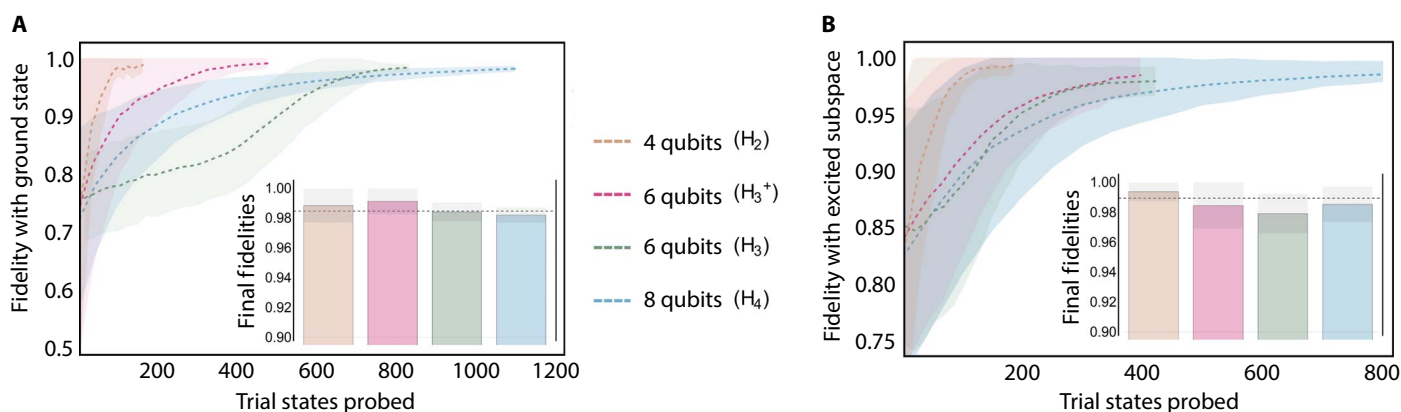 A
Fidelity with ground state
1.0
0.9
0.8
0.7
0.6
0.5
200
400
600
800
1000
1200
Trial states probed
Final fidelities
1.00
0.98
0.96
0.94
0.92
0.90
4 qubits (H₂)
6 qubits (H₃⁺)
6 qubits (H₃)
8 qubits (H₄)
B
Fidelity with excited subspace
1.00
0.95
0.90
0.85
0.80
0.75
200
400
600
800
Trial states probed
Final fidelities
1.00
0.98
0.96
0.94
0.92
0.90